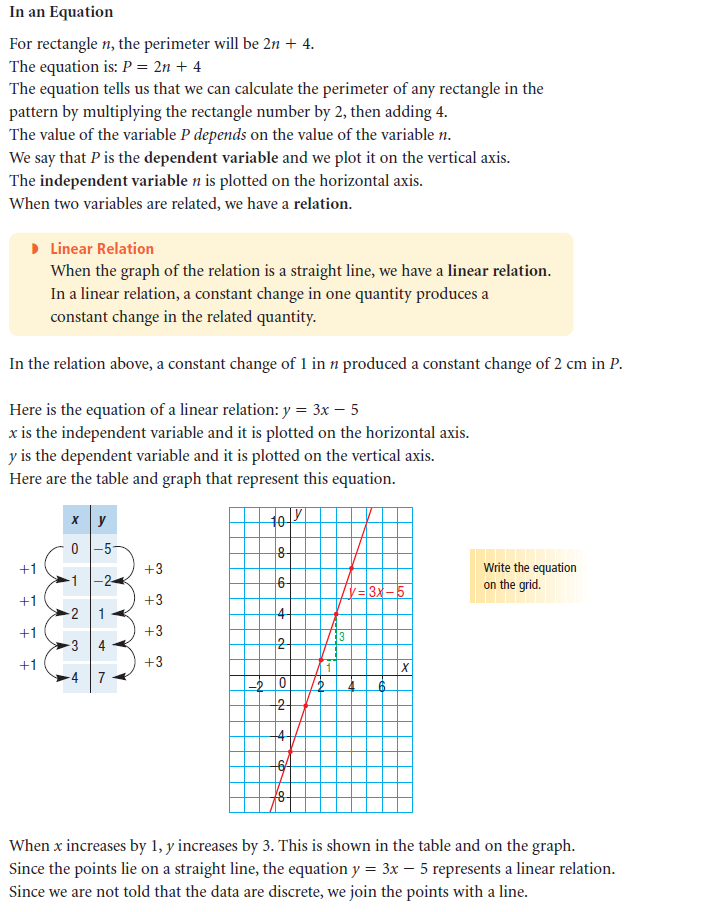 In an Equation
For rectangle n, the perimeter will be 2n + 4.
The equation is: P = 2n + 4
The equation tells us that we can calculate the perimeter of any rectangle in the
pattern by multiplying the rectangle number by 2, then adding 4.
The value of the variable P depends on the value of the variable n.
We say that P is the dependent variable and we plot it on the vertical axis.
The independent variable n is plotted on the horizontal axis.
When two variables are related, we have a relation.
Linear Relation
When the graph of the relation is a straight line, we have a linear relation.
In a linear relation, a constant change in one quantity produces a
constant change in the related quantity.
In the relation above, a constant change of 1 in n produced a constant change of 2 cm in P.
Here is the equation of a linear relation: y = 3x − 5
x is the independent variable and it is plotted on the horizontal axis.
y is the dependent variable and it is plotted on the vertical axis.
Here are the table and graph that represent this equation.
x y
0 −5
+1 +3
1 −2
+1 +3
2 1
+1 +3
3 4
+1 +3
4 7
10 y
8
6
y = 3x − 5
4
3
2
1 x
−2 0 2 4 6
−2
−4
−6
−8
Write the equation
on the grid.
When x increases by 1, y increases by 3. This is shown in the table and on the graph.
Since the points lie on a straight line, the equation y = 3x − 5 represents a linear relation.
Since we are not told that the data are discrete, we join the points with a line.